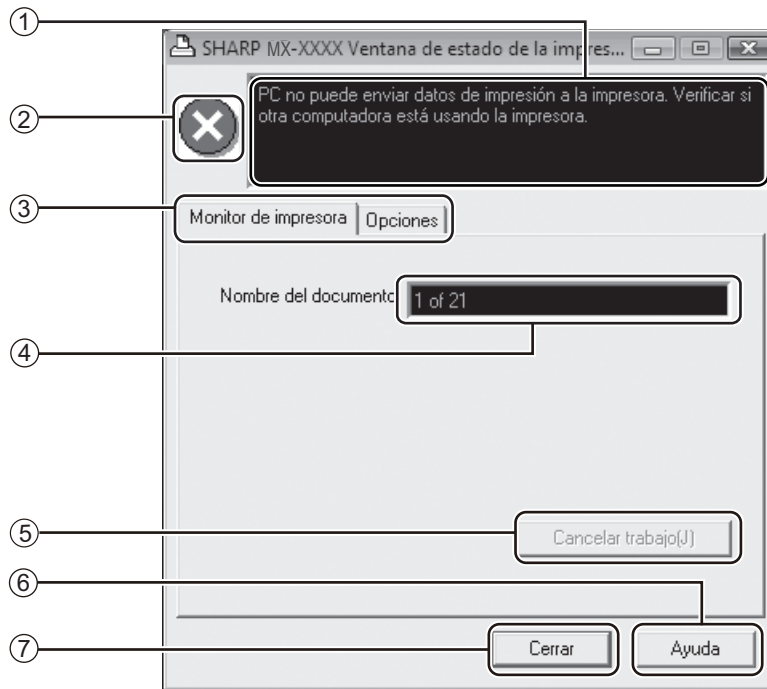 ①
SHARP MX-XXXX Ventana de estado de la impres...
②
PC no puede enviar datos de impresión a la impresora. Verificar si
otra computadora está usando la impresora.
③
Monitor de impresora
Opciones
Nombre del documento
1 of 21
④
⑤
Cancelar trabajo(J)
⑥
⑦
Cerrar
Ayuda